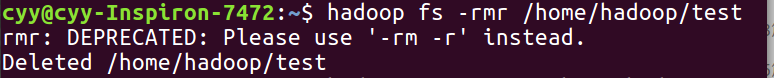 cyy@cyy-Inspiron-7472:~$ hadoop fs -rmr /home/hadoop/test
rmr: DEPRECATED: Please use '-rm -r' instead.
Deleted /home/hadoop/test